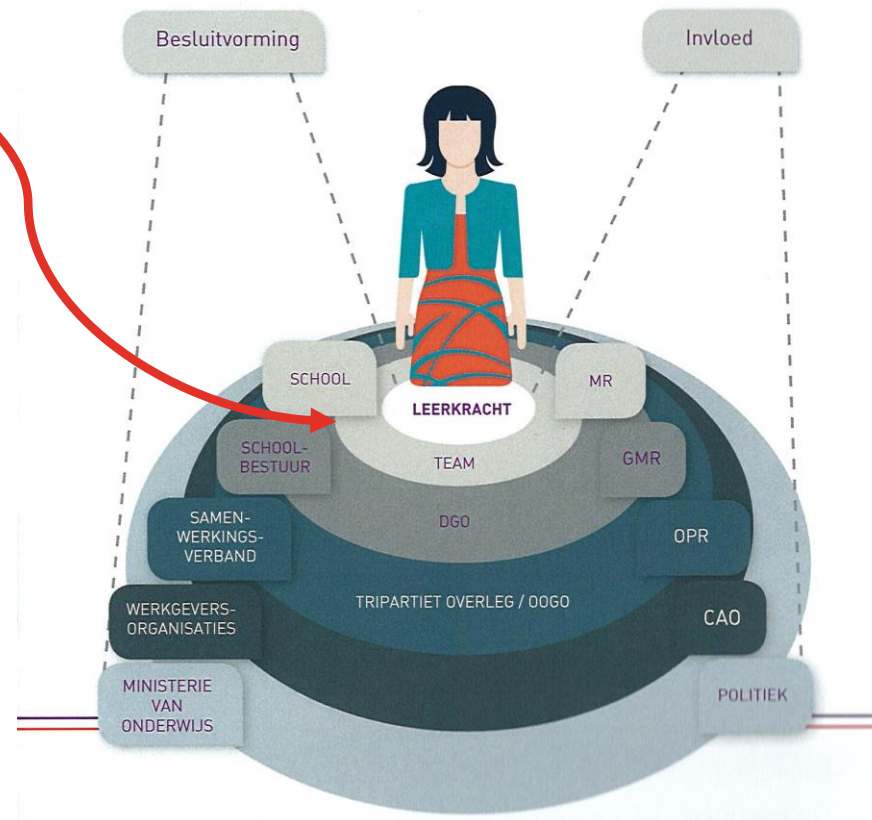 Besluitvorming
Invloed
SCHOOL
MR
LEERKRACHT
SCHOOL-
BESTUUR
TEAM
GMR
SAMEN-
WERKINGS-
VERBAND
DGO
OPR
WERKGEVERS-
ORGANISATIES
TRIPARTIET OVERLEG / OOGO
CAO
MINISTERIE
VAN
ONDERWIJS
POLITIEK